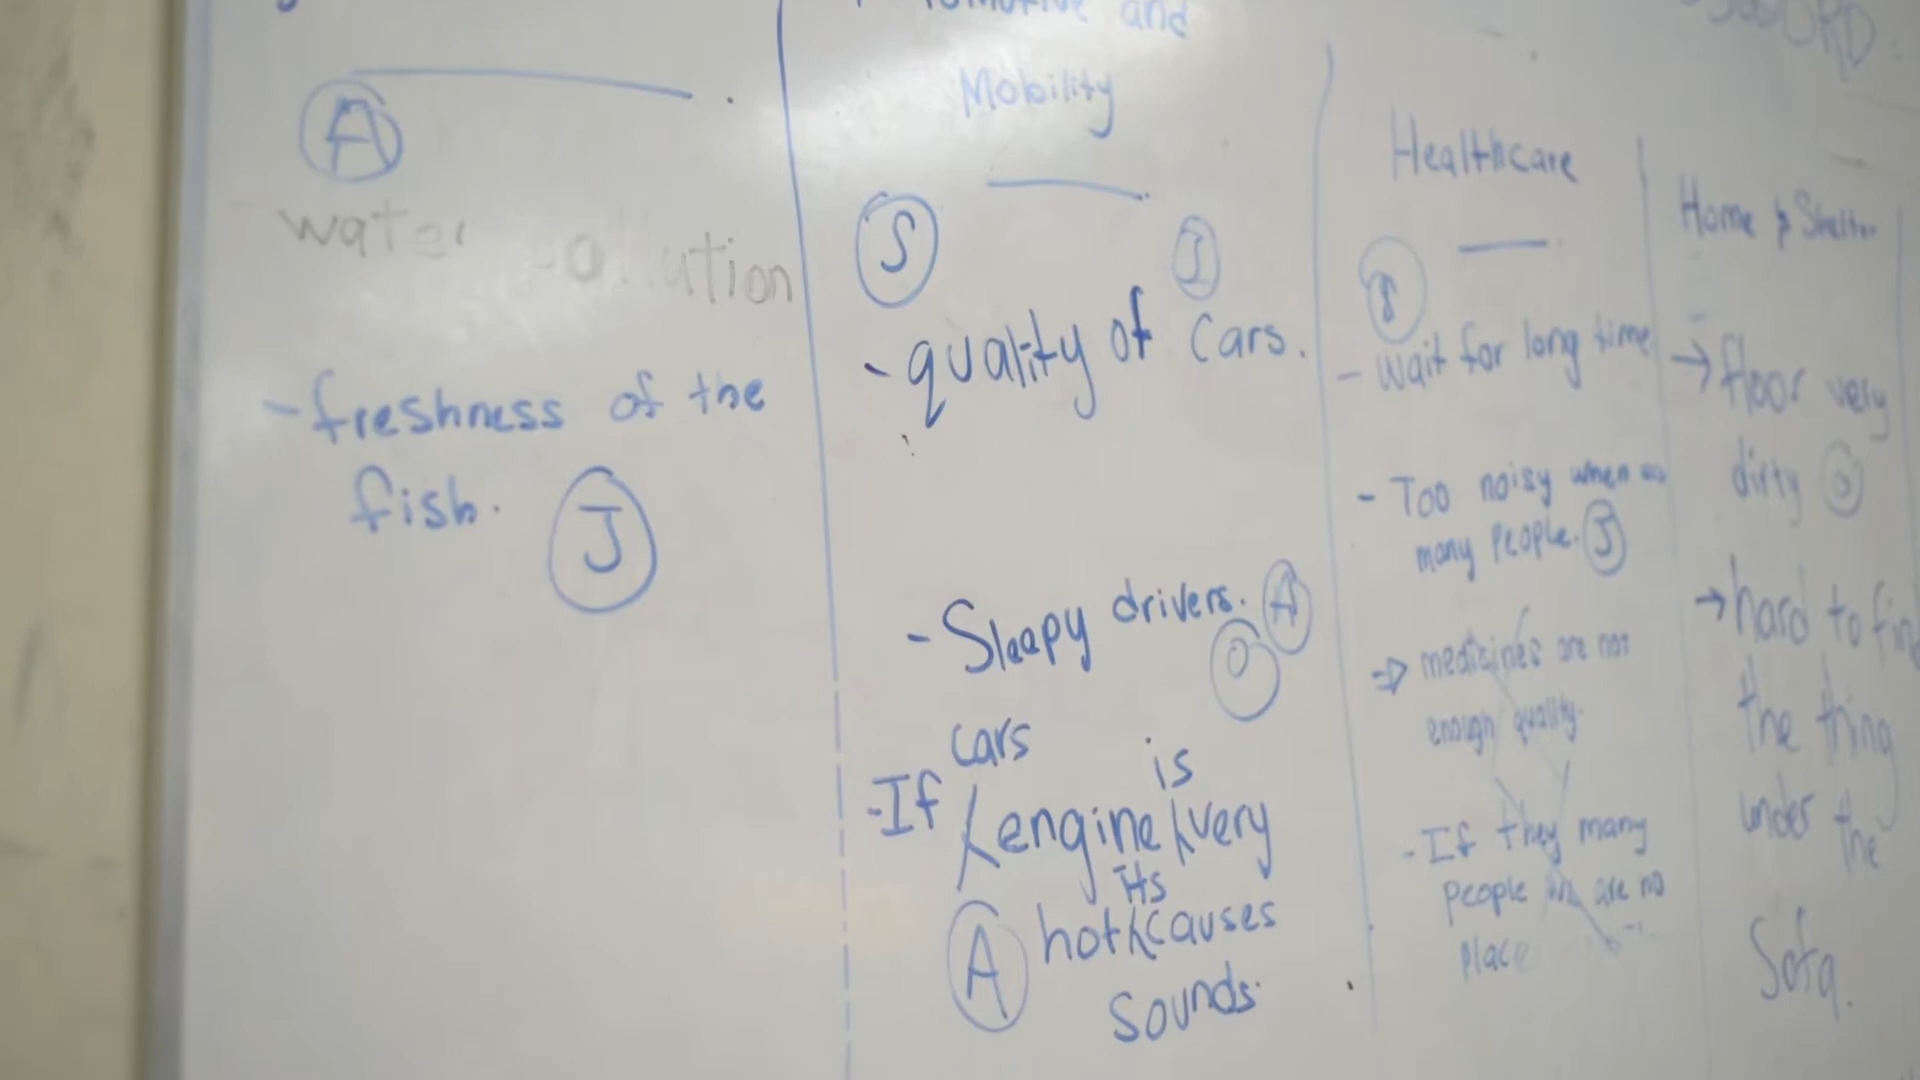 A
water
- freshness of the
fish. J
and
Mobility
S
- quality of cars.
- Sleepy drivers. A
O
cars is
-If engine very
its
A hot causes
sounds.
Healthcare
- wait for long time
- Too noisy when so
many people. J
⇒ medicines are not
enough quality.
- If they many
people are no
place
Home & Shelter
→ floor very
dirty
→ hard to find
the thing
under the
Sofa.